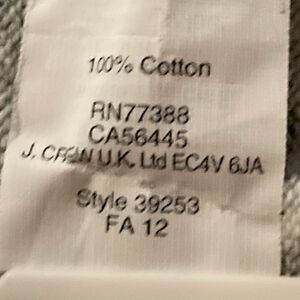 100% Cotton
RN77388
CA56445
J. CREW U.K. Ltd EC4V 6JA
Style 39253
FA 12